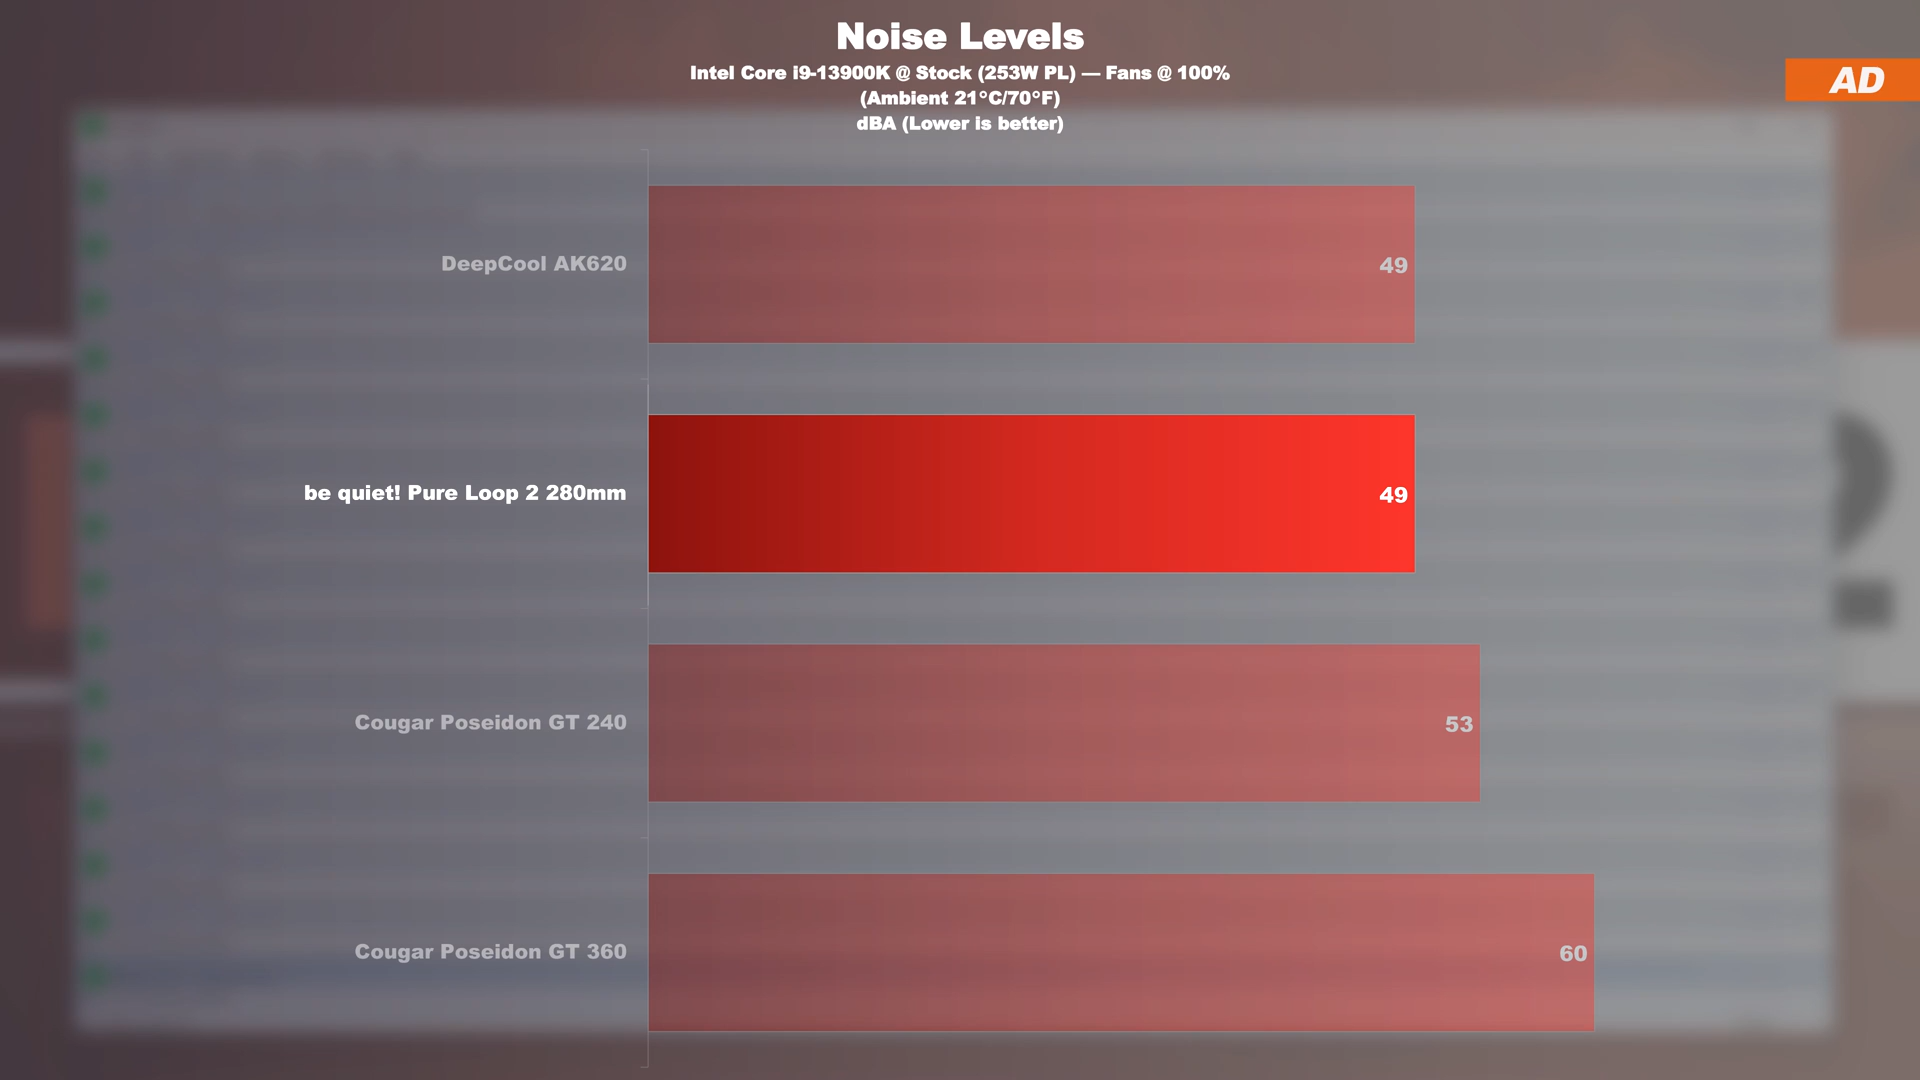 Noise Levels
Intel Core i9-13900K @ Stock (253W PL) — Fans @ 100%
(Ambient 21°C/70°F)
dBA (Lower is better)
AD
DeepCool AK620
49
be quiet! Pure Loop 2 280mm
49
Cougar Poseidon GT 240
53
Cougar Poseidon GT 360
60